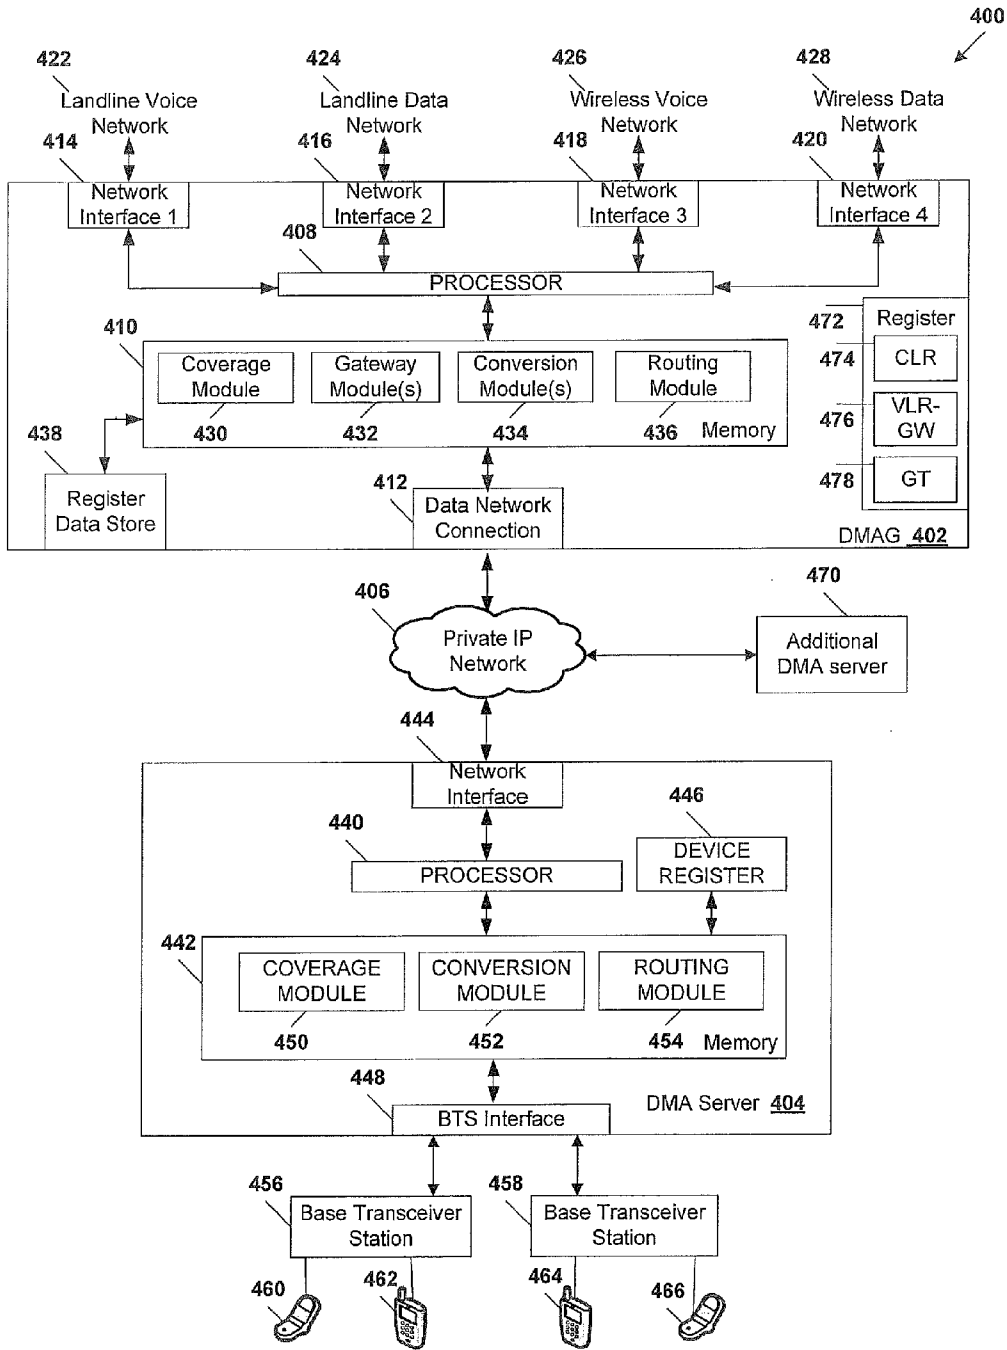 400
422
424
426
428
Landline Voice
Network
Landline Data
Network
Wireless Voice
Network
Wireless Data
Network
414
416
418
420
Network
Interface 1
Network
Interface 2
Network
Interface 3
Network
Interface 4
408
PROCESSOR
410
Coverage
Module
Gateway
Module(s)
Conversion
Module(s)
Routing
Module
430
432
434
436
Memory
472
Register
474
CLR
476
VLR-
GW
478
GT
438
Register
Data Store
412
Data Network
Connection
DMAG 402
406
Private IP
Network
470
Additional
DMA server
444
Network
Interface
440
PROCESSOR
446
DEVICE
REGISTER
442
COVERAGE
MODULE
CONVERSION
MODULE
ROUTING
MODULE
450
452
454
Memory
448
BTS Interface
DMA Server 404
456
Base Transceiver
Station
458
Base Transceiver
Station
460
462
464
466